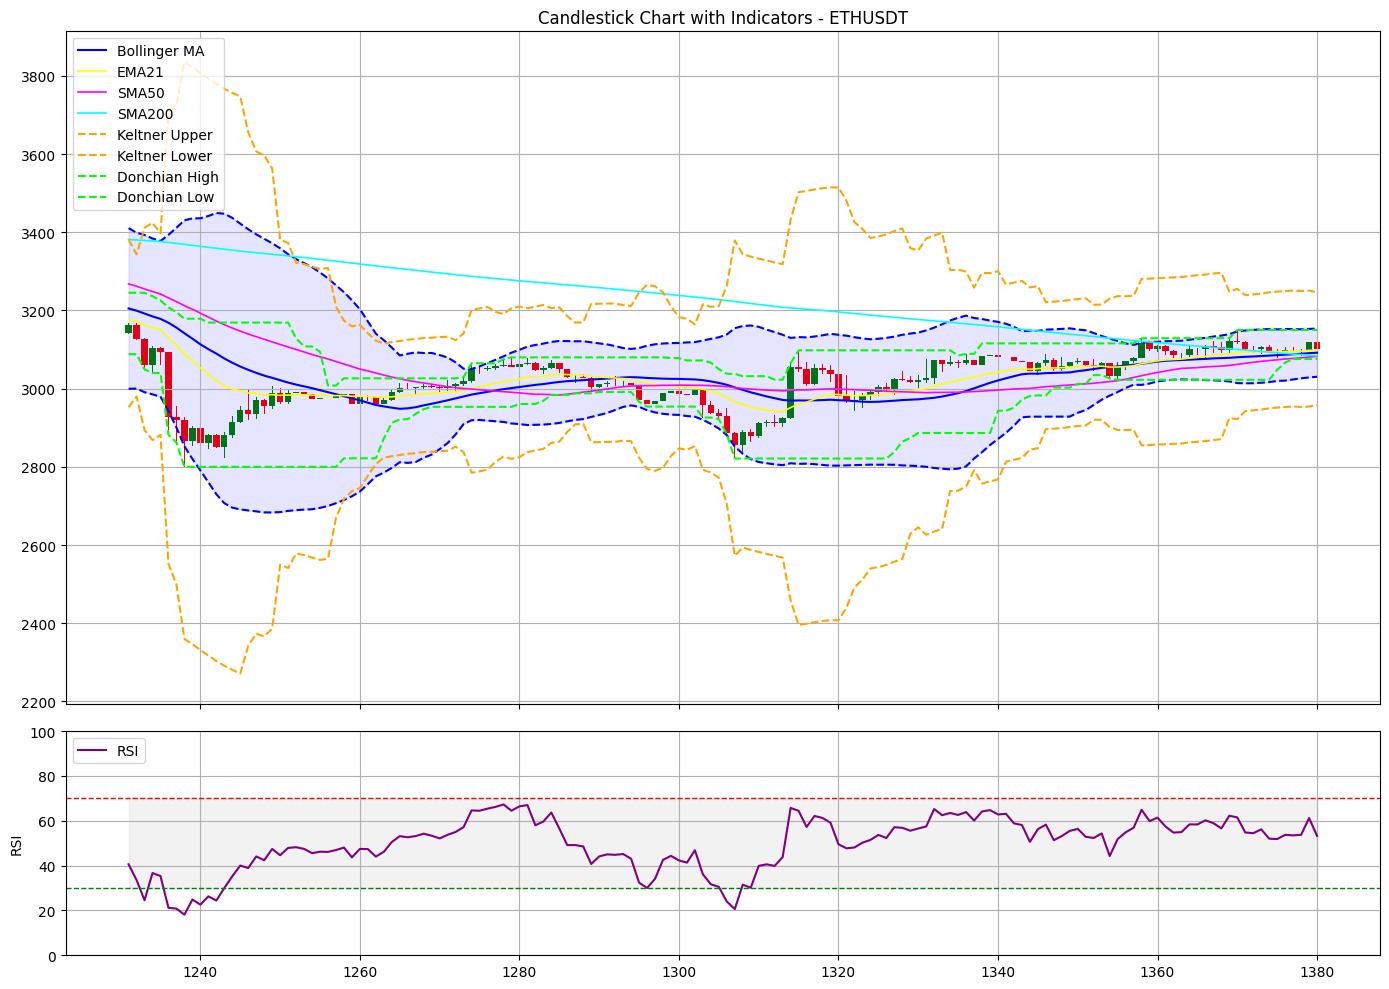 Candlestick Chart with Indicators - ETHUSDT
Bollinger MA
EMA21
SMA50
SMA200
Keltner Upper
Keltner Lower
Donchian High
Donchian Low
3800
3600
3400
3200
3000
2800
2600
2400
2200
RSI
100
80
60
40
20
0
RSI
1240
1260
1280
1300
1320
1340
1360
1380